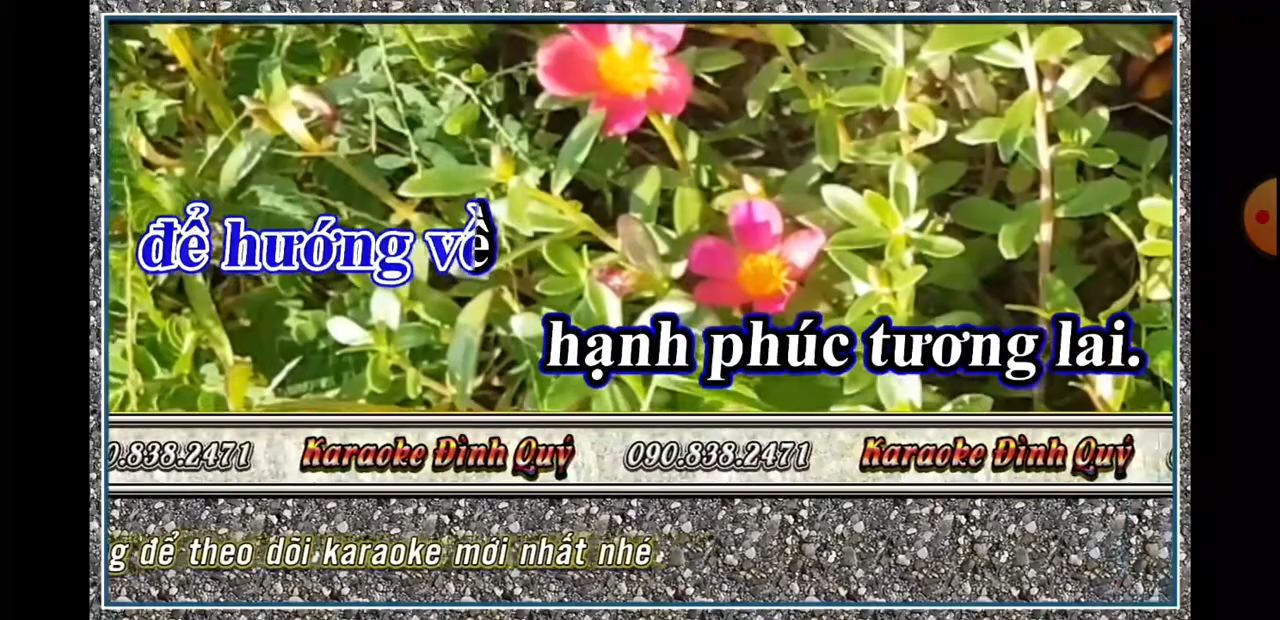 để hướng về
hạnh phúc tương lai.
0.838.2471 Karaoke Đình Quý 090.838.2471 Karaoke Đình Quý
g để theo dõi karaoke mới nhất nhé